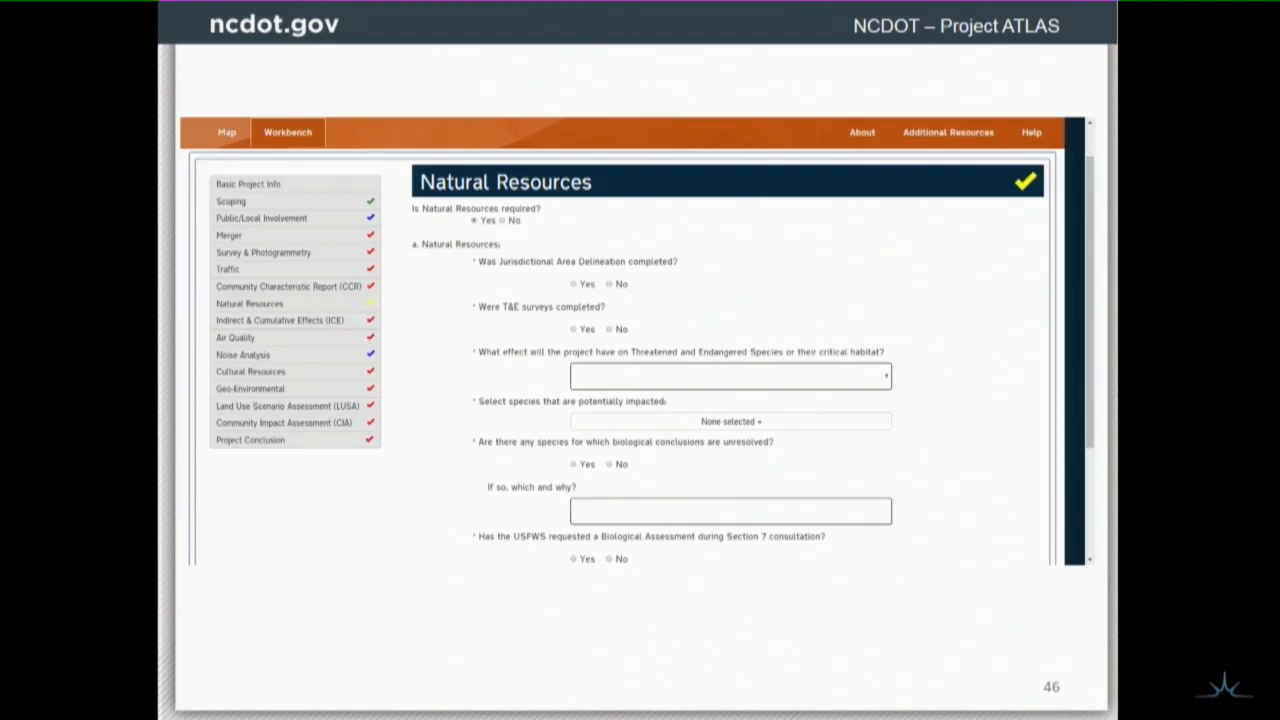 ncdot.gov
NCDOT – Project ATLAS
Map
Workbench
About
Additional Resources
Help
Basic Project Info
Scoping
Public/Local Involvement
Merger
Survey & Photogrammetry
Traffic
Community Characteristic Report (CCR)
Natural Resources
Indirect & Cumulative Effects (ICE)
Air Quality
Noise Analysis
Cultural Resources
Geo-Environmental
Land Use Scenario Assessment (LUSA)
Community Impact Assessment (CIA)
Project Conclusion
Natural Resources
Is Natural Resources required?
Yes No
a. Natural Resources:
* Was Jurisdictional Area Delineation completed?
Yes No
* Were T&E surveys completed?
Yes No
* What effect will the project have on Threatened and Endangered Species or their critical habitat?
* Select species that are potentially impacted:
None selected
* Are there any species for which biological conclusions are unresolved?
Yes No
If so, which and why?
* Has the USFWS requested a Biological Assessment during Section 7 consultation?
Yes No
46